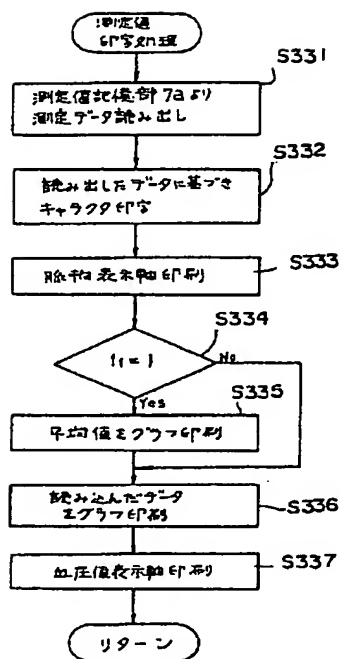 測定値
印字処理
S331
測定値記憶部7aより
測定データ読み出し
S332
読み出したデータに基づき
キャラクタ印字
S333
脈拍表示軸印刷
S334
f1=1
No
Yes
S335
平均値をグラフ印刷
読み込んだデータ
をグラフ印刷
S336
血圧値表示軸印刷
S337
リターン